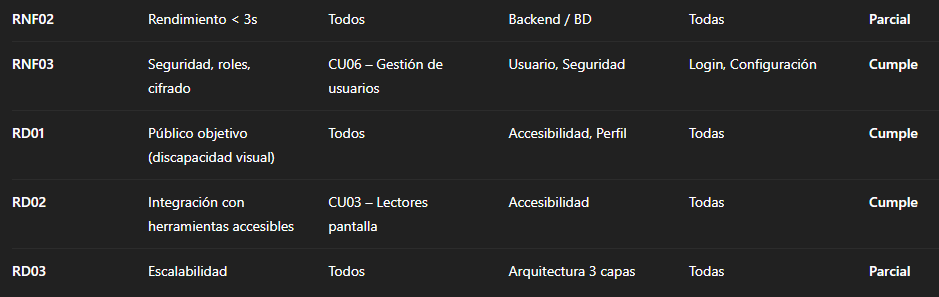 RNF02 Rendimiento < 3s Todos Backend / BD Todas Parcial
RNF03 Seguridad, roles, CU06 – Gestión de Usuario, Seguridad Login, Configuración Cumple
cifrado usuarios
RD01 Público objetivo Todos Accesibilidad, Perfil Todas Cumple
(discapacidad visual)
RD02 Integración con CU03 – Lectores Accesibilidad Todas Cumple
herramientas accesibles pantalla
RD03 Escalabilidad Todos Arquitectura 3 capas Todas Parcial